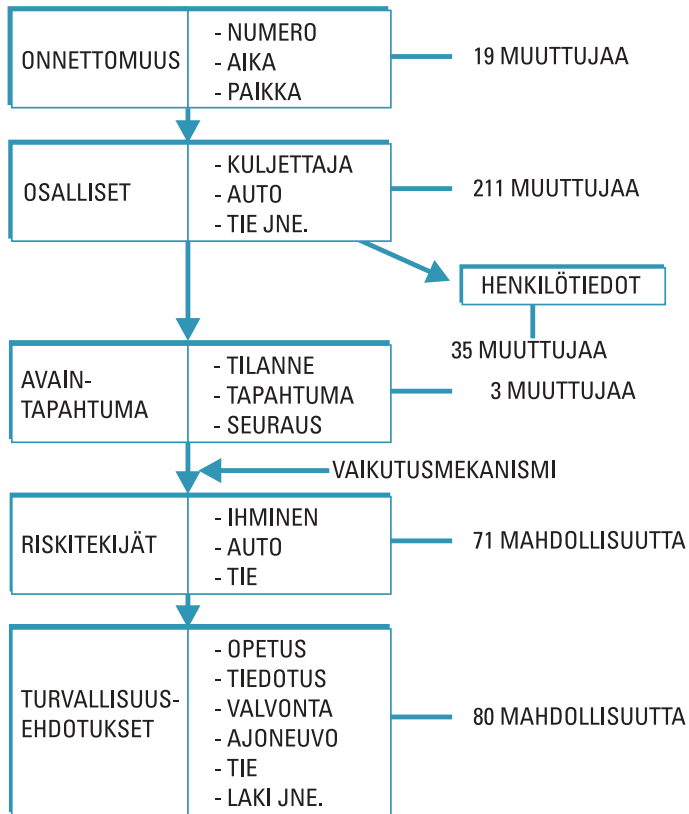 ONNETTOMUUS
- NUMERO
- AIKA
- PAIKKA
19 MUUTTUJAA
OSALLISET
- KULJETTAJA
- AUTO
- TIE JNE.
211 MUUTTUJAA
HENKILÖTIEDOT
35 MUUTTUJAA
AVAIN-
TAPAHTUMA
- TILANNE
- TAPAHTUMA
- SEURAUS
3 MUUTTUJAA
VAIKUTUSMEKANISMI
RISKITEKIJÄT
- IHMINEN
- AUTO
- TIE
71 MAHDOLLISUUTTA
TURVALLISUUS-
EHDOTUKSET
- OPETUS
- TIEDOTUS
- VALVONTA
- AJONEUVO
- TIE
- LAKI JNE.
80 MAHDOLLISUUTTA